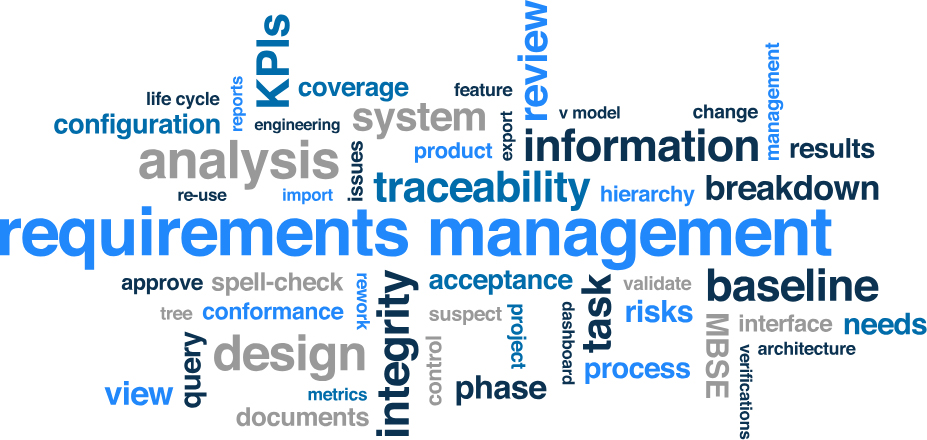 KPIs
review
management
reports
coverage
feature
life cycle
configuration
engineering
system
export
v model
change
analysis
issues
product
information
results
re-use
import
traceability
hierarchy
breakdown
requirements management
approve
spell-check
rework
integrity
acceptance
task
validate
baseline
tree
conformance
suspect
project
dashboard
risks
MBSE
interface
needs
query
design
control
process
verifications
architecture
view
metrics
phase
documents